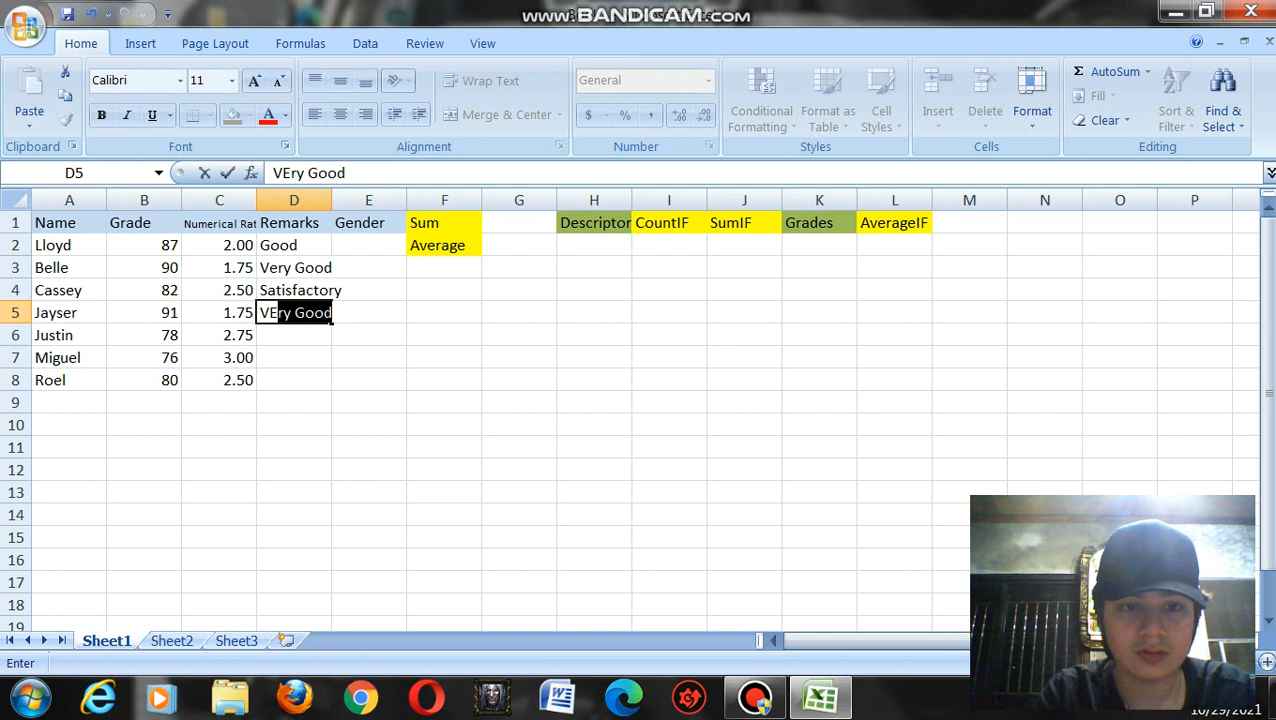 www.BANDICAM.com
Home Insert Page Layout Formulas Data Review View
Paste
Clipboard
Calibri 11
B I U A
Font
Wrap Text
Merge & Center
Alignment
General
$ % ,
Number
Conditional Formatting
Format as Table
Cell Styles
Styles
Insert Delete Format
Cells
Σ AutoSum
Fill
Clear
Sort & Filter
Find & Select
Editing
D5 fx VEry Good
A B C D E F G H I J K L M N O P
1 Name Grade Numerical Rat Remarks Gender Sum Descriptor CountIF SumIF Grades AverageIF
2 Lloyd 87 2.00 Good Average
3 Belle 90 1.75 Very Good
4 Cassey 82 2.50 Satisfactory
5 Jayser 91 1.75 VEry Good
6 Justin 78 2.75
7 Miguel 76 3.00
8 Roel 80 2.50
9
10
11
12
13
14
15
16
17
18
19
Sheet1 Sheet2 Sheet3
Enter
10/29/2021